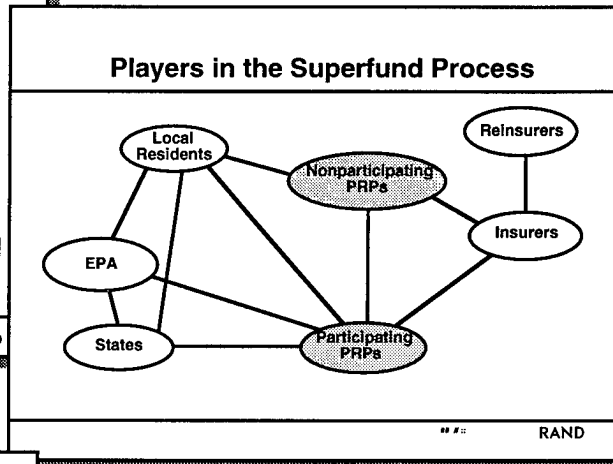 Players in the Superfund Process
Local
Residents
Reinsurers
Nonparticipating
PRPs
Insurers
EPA
States
Participating
PRPs
RAND